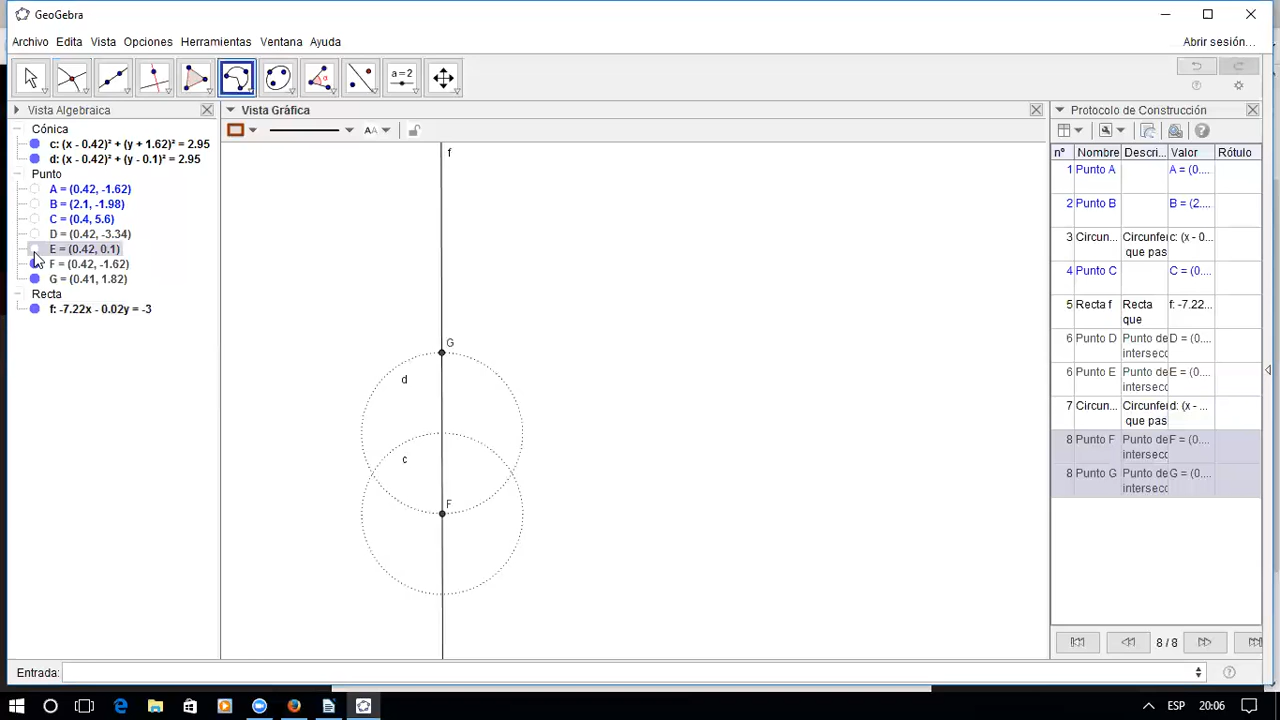 GeoGebra
Archivo Edita Vista Opciones Herramientas Ventana Ayuda
Abrir sesión...
a=2
Vista Algebraica
Vista Gráfica
Protocolo de Construcción
AA
Cónica
c: (x - 0.42)² + (y + 1.62)² = 2.95
d: (x - 0.42)² + (y - 0.1)² = 2.95
Punto
A = (0.42, -1.62)
B = (2.1, -1.98)
C = (0.4, 5.6)
D = (0.42, -3.34)
E = (0.42, 0.1)
F = (0.42, -1.62)
G = (0.41, 1.82)
Recta
f: -7.22x - 0.02y = -3
f
G
d
c
F
nº Nombre Descri... Valor Rótulo
1 Punto A A = (0....
2 Punto B B = (2....
3 Circun... Circunfe c: (x - 0...
que pas
4 Punto C C = (0....
5 Recta f Recta f: -7.22...
que
6 Punto D Punto de D = (0....
intersecc
6 Punto E Punto de E = (0....
intersecc
7 Circun... Circunfe d: (x - ...
que pas
8 Punto F Punto de F = (0....
intersecc
8 Punto G Punto de G = (0....
intersecc
8 / 8
Entrada:
ESP 20:06